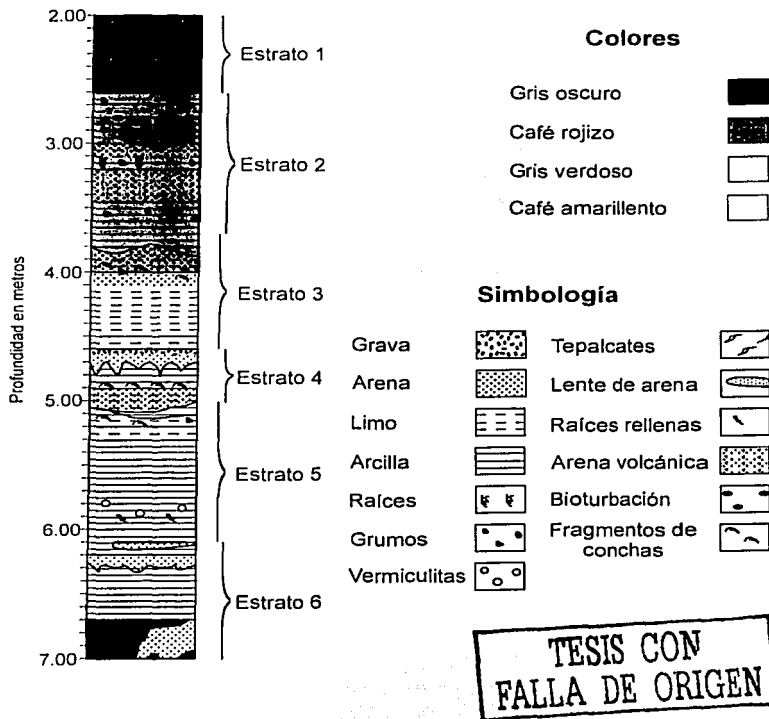 Profundidad en metros
2.00
3.00
4.00
5.00
6.00
7.00
Estrato 1
Estrato 2
Estrato 3
Estrato 4
Estrato 5
Estrato 6
Colores
Gris oscuro
Café rojizo
Gris verdoso
Café amarillento
Simbología
Grava
Arena
Limo
Arcilla
Raíces
Grumos
Vermiculitas
Tepalcates
Lente de arena
Raíces rellenas
Arena volcánica
Bioturbación
Fragmentos de
conchas
TESIS CON
FALLA DE ORIGEN